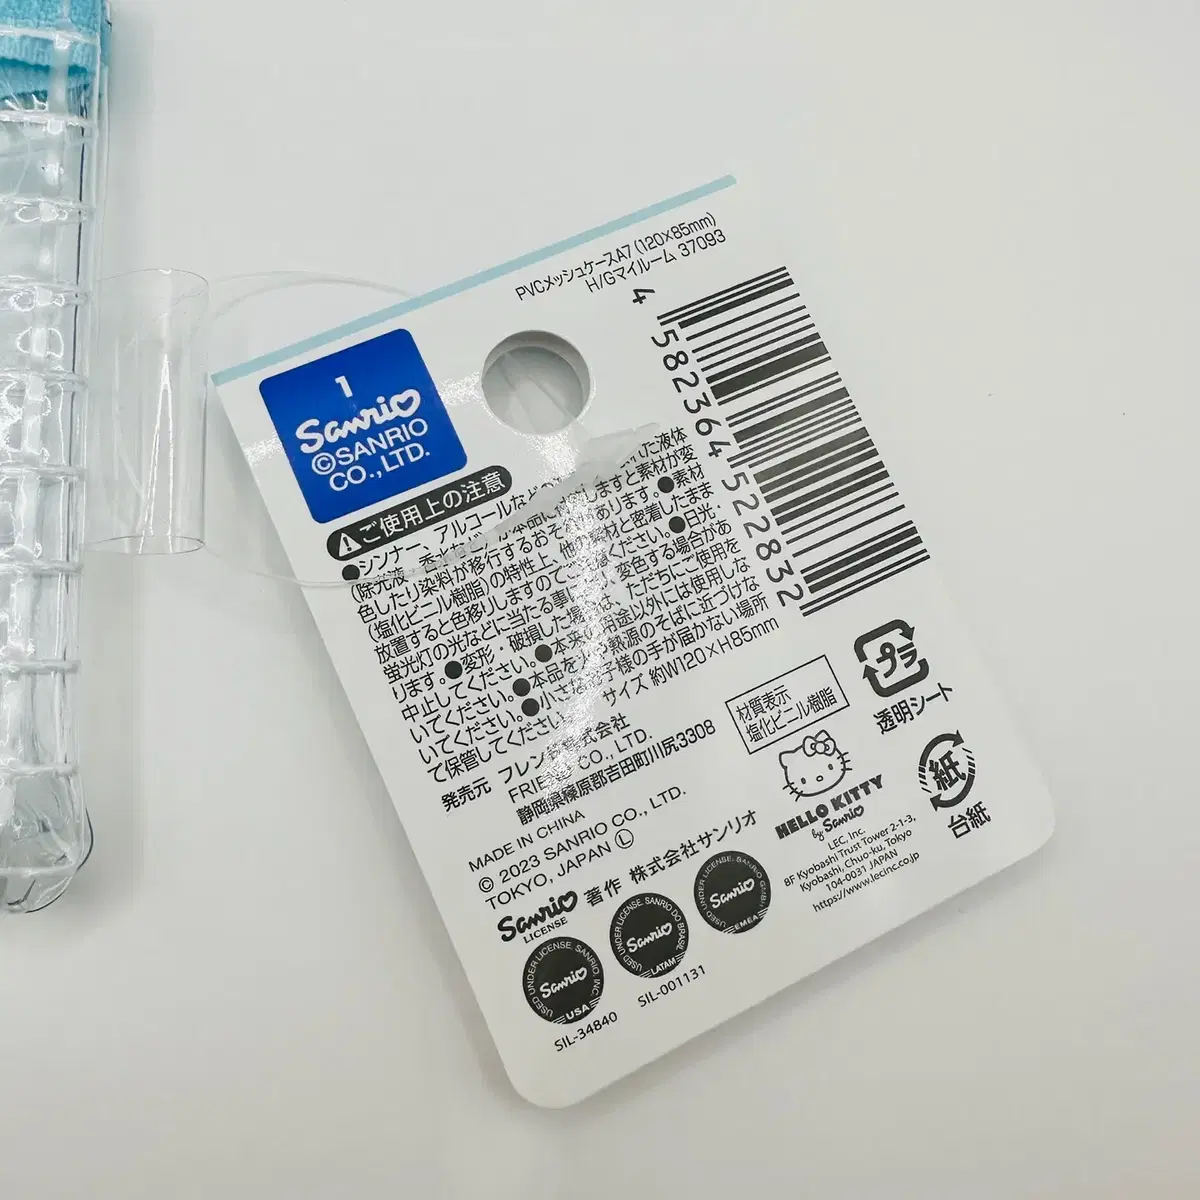 PVCメッシュケースA7 (120×85mm)
H/Gマイルーム 37093
4 582364 522832
1
Sanrio
©SANRIO
CO.,LTD.
ご使用上の注意
●シンナー、アルコールなどの
れた液体
(除光液・香水
色したり染料が移行するおそれがあります。●素材
(塩化ビニール樹脂)の特性上、他の素材と密着したまま
放置すると色移りしますのでご
ください。●日光・
蛍光灯の光などに当たる事
変色する場合があ
ります。●変形・破損した場合は、ただちにご使用を
中止してください。●本来の用途以外には使用しな
いでください。●本品を火や熱源のそばに近づけな
いでください。●小さなお子様の手が届かない場所
で保管してください。
サイズ 約W120×H85mm
発売元 フレンド株式会社
FRIEND CO., LTD.
静岡県榛原郡吉田町川尻3308
MADE IN CHINA
© 2023 SANRIO CO., LTD.
TOKYO, JAPAN Ⓛ
Sanrio
LICENSE
著作 株式会社サンリオ
材質表示
塩化ビニール樹脂
プラ
透明シート
紙
台紙
HELLO KITTY
by Sanrio
LEC, Inc.
8F Kyobashi Trust Tower 2-1-3,
Kyobashi, Chuo-ku, Tokyo
104-0031 JAPAN
https://www.lecinc.co.jp
USED UNDER LICENSE, SANRIO, INC.
Sanrio
USA
SIL-34840
USED UNDER LICENSE SANRIO DO BRASIL
Sanrio
LATAM
SIL-001131
USED UNDER LICENSE, SANRIO GMBH
Sanrio
EMEA